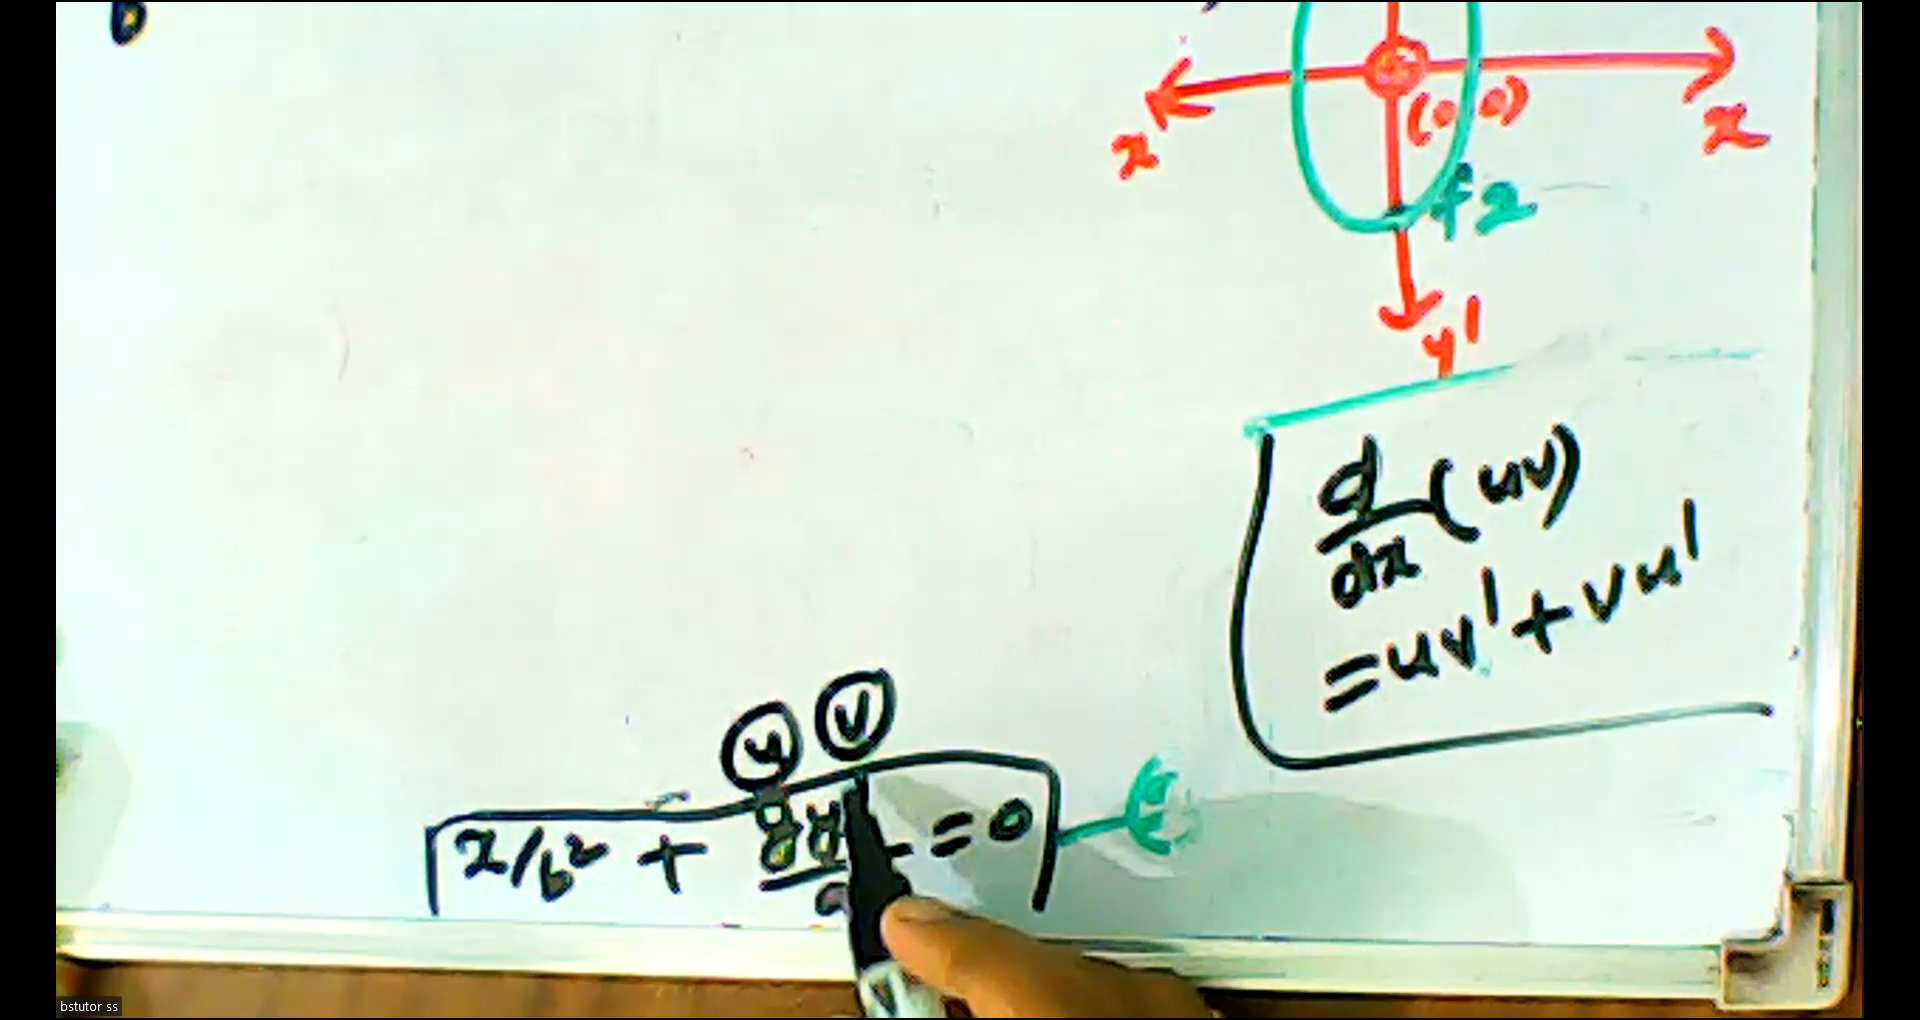 b
(0,0)
x
x
f2
y'
d/dx (uv)
= uv' + vu'
u v
x/b² + = 0
bstutor ss